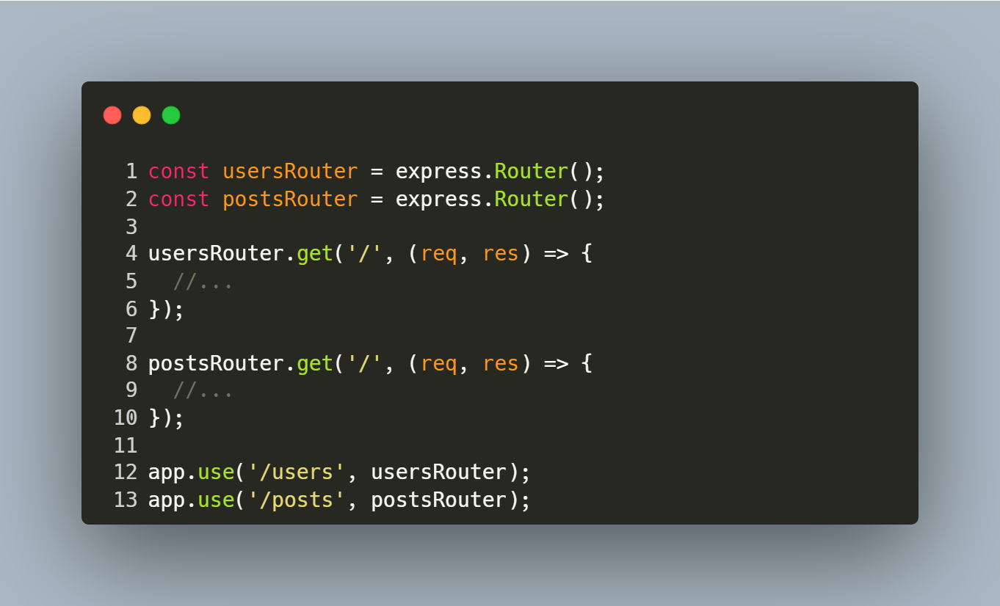 1 const usersRouter = express.Router();
2 const postsRouter = express.Router();
3
4 usersRouter.get('/', (req, res) => {
5   //...
6 });
7
8 postsRouter.get('/', (req, res) => {
9   //...
10 });
11
12 app.use('/users', usersRouter);
13 app.use('/posts', postsRouter);